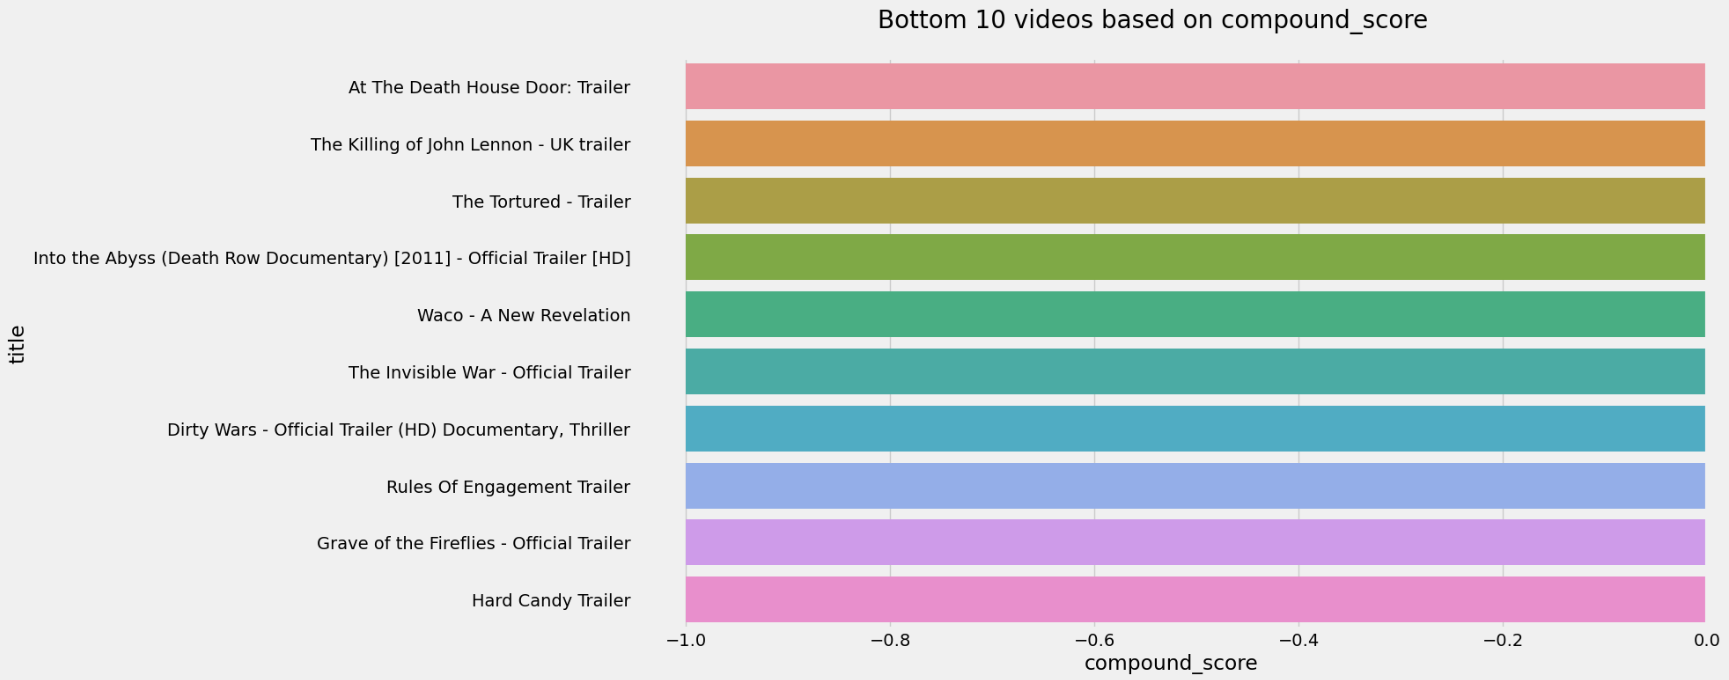 Bottom 10 videos based on compound_score
At The Death House Door: Trailer
The Killing of John Lennon - UK trailer
The Tortured - Trailer
Into the Abyss (Death Row Documentary) [2011] - Official Trailer [HD]
Waco - A New Revelation
The Invisible War - Official Trailer
Dirty Wars - Official Trailer (HD) Documentary, Thriller
Rules Of Engagement Trailer
Grave of the Fireflies - Official Trailer
Hard Candy Trailer
title
−1.0 −0.8 −0.6 −0.4 −0.2 0.0
compound_score